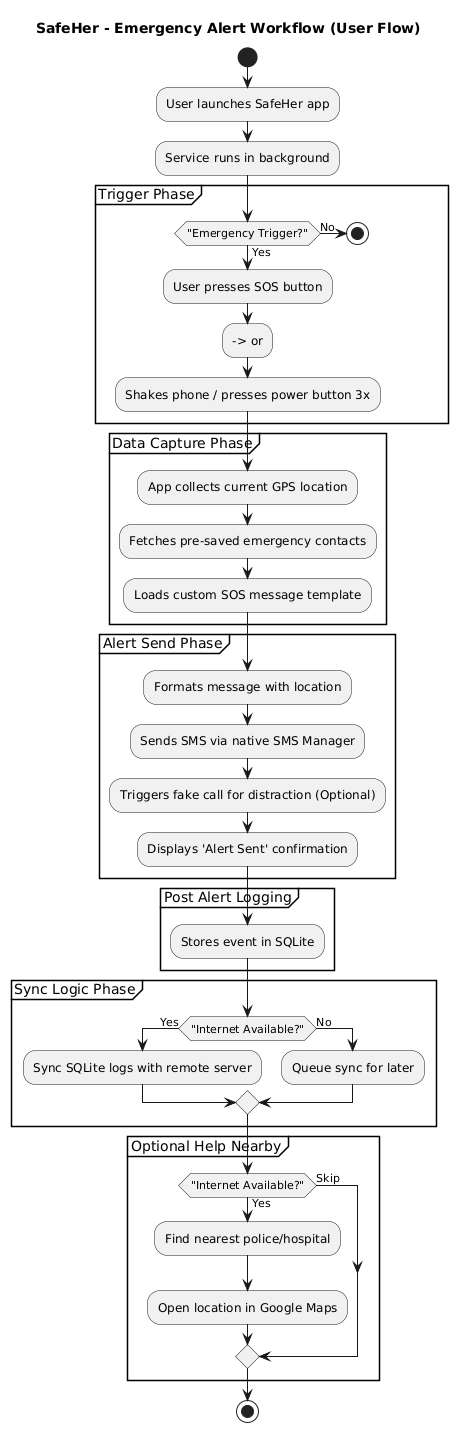 SafeHer - Emergency Alert Workflow (User Flow)
User launches SafeHer app
Service runs in background
Trigger Phase
"Emergency Trigger?"
No
Yes
User presses SOS button
-> or
Shakes phone / presses power button 3x
Data Capture Phase
App collects current GPS location
Fetches pre-saved emergency contacts
Loads custom SOS message template
Alert Send Phase
Formats message with location
Sends SMS via native SMS Manager
Triggers fake call for distraction (Optional)
Displays 'Alert Sent' confirmation
Post Alert Logging
Stores event in SQLite
Sync Logic Phase
Yes
"Internet Available?"
No
Sync SQLite logs with remote server
Queue sync for later
Optional Help Nearby
"Internet Available?"
Skip
Yes
Find nearest police/hospital
Open location in Google Maps